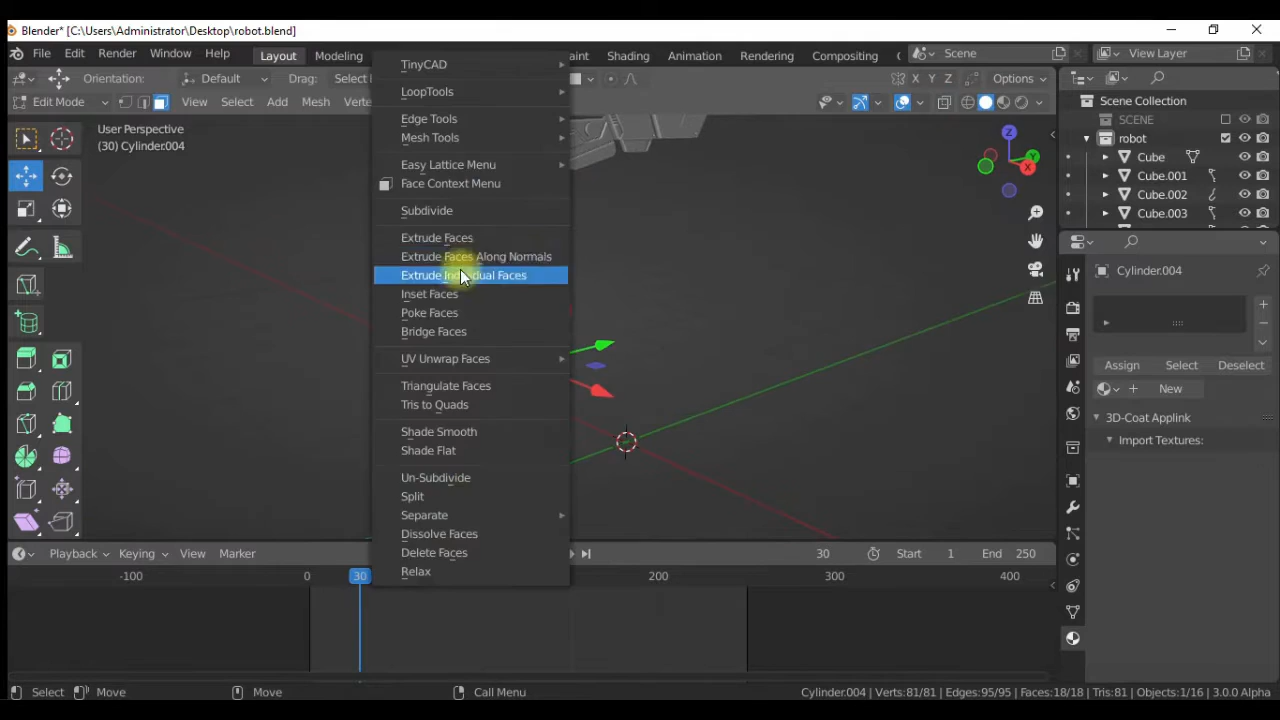 Blender* [C:\Users\Administrator\Desktop\robot.blend]
File Edit Render Window Help Layout Modeling aint Shading Animation Rendering Compositing Scene View Layer
Orientation: Default Drag: Select X Y Z Options
Edit Mode View Select Add Mesh Verte
TinyCAD
LoopTools
Edge Tools
Mesh Tools
Easy Lattice Menu
Face Context Menu
Subdivide
Extrude Faces
Extrude Faces Along Normals
Extrude Individual Faces
Inset Faces
Poke Faces
Bridge Faces
UV Unwrap Faces
Triangulate Faces
Tris to Quads
Shade Smooth
Shade Flat
Un-Subdivide
Split
Separate
Dissolve Faces
Delete Faces
Relax
User Perspective
(30) Cylinder.004
Z
Y
X
Scene Collection
SCENE
robot
Cube
Cube.001
Cube.002
Cube.003
Cylinder.004
Assign Select Deselect
New
3D-Coat Applink
Import Textures:
Playback Keying View Marker 30 Start 1 End 250
-100 0 30 200 300 400
Select Move Move Call Menu Cylinder.004 | Verts:81/81 | Edges:95/95 | Faces:18/18 | Tris:81 | Objects:1/16 | 3.0.0 Alpha